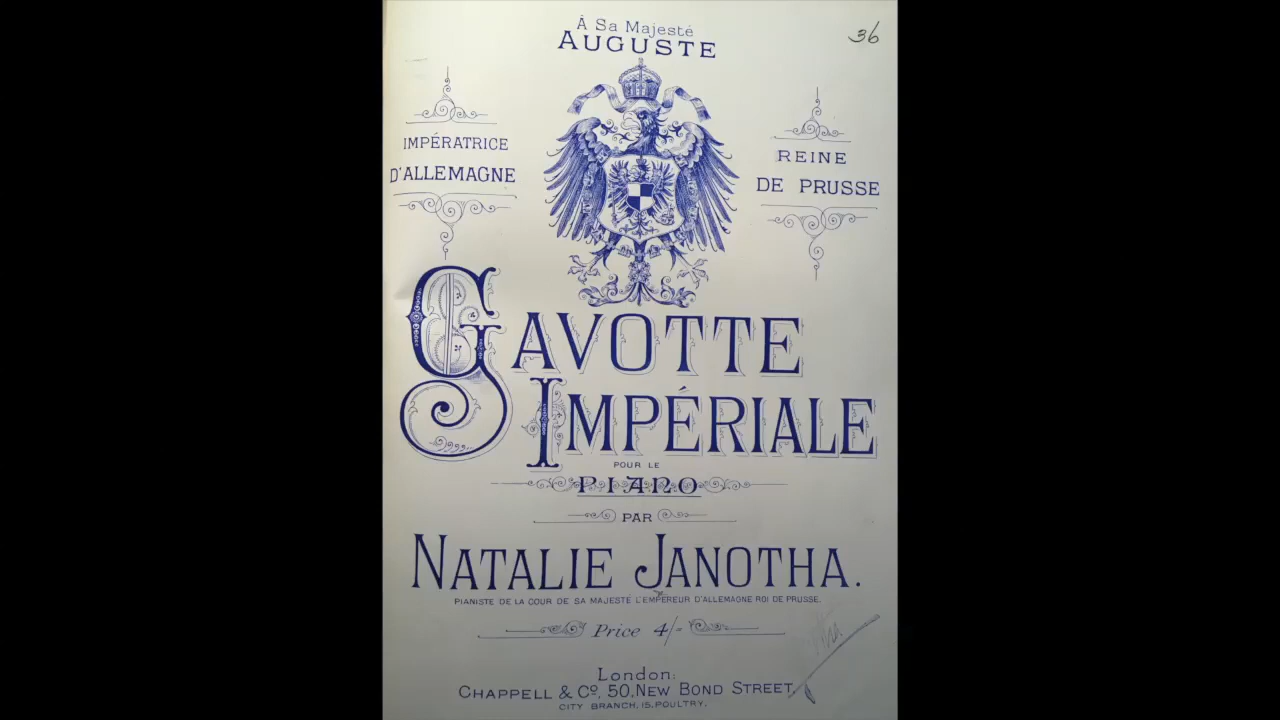 À Sa Majesté
AUGUSTE
36
IMPÉRATRICE
D'ALLEMAGNE
REINE
DE PRUSSE
GAVOTTE
IMPÉRIALE
POUR LE
PIANO
PAR
NATALIE JANOTHA.
PIANISTE DE LA COUR DE SA MAJESTÉ L'EMPEREUR D'ALLEMAGNE ROI DE PRUSSE.
Price 4/-
London:
CHAPPELL & Cº, 50, NEW BOND STREET,
CITY BRANCH, 15, POULTRY.